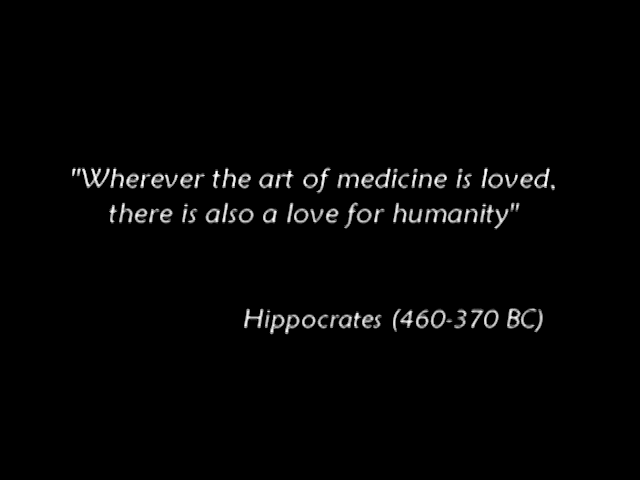 "Wherever the art of medicine is loved,
there is also a love for humanity"
Hippocrates (460-370 BC)